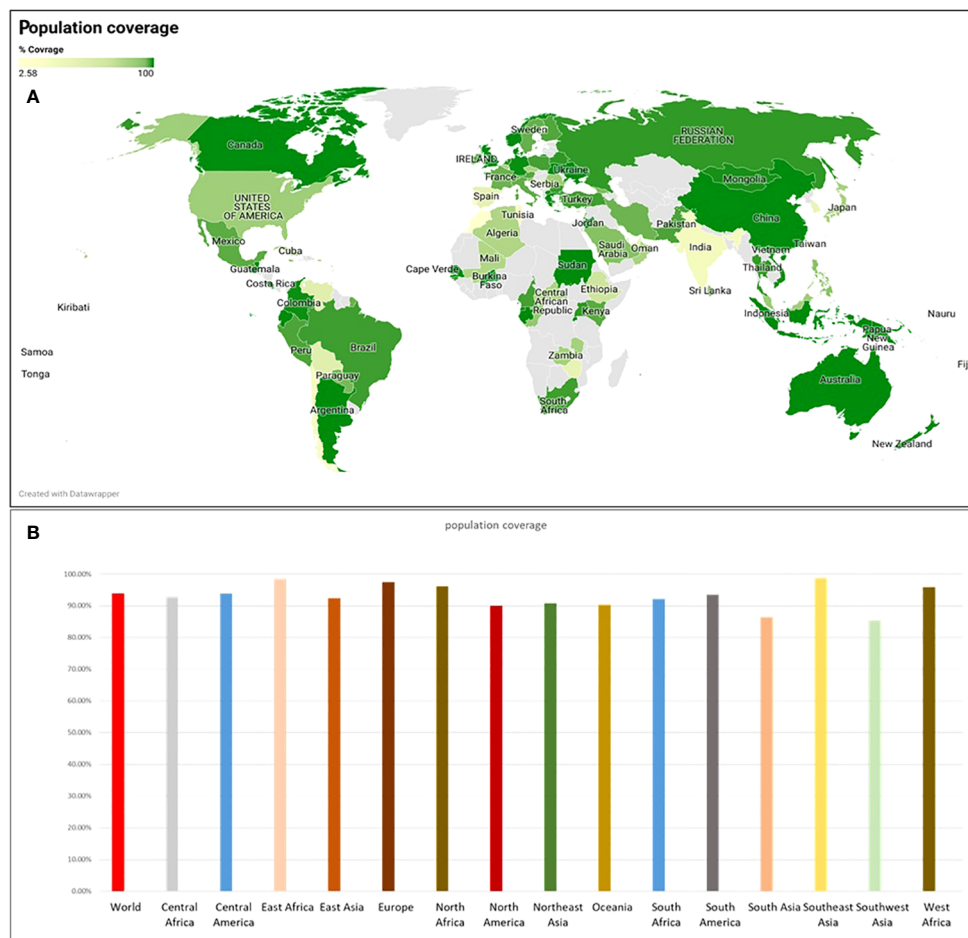 Population coverage
% Covrage
2.58 100
A
Canada
UNITED
STATES
OF AMERICA
Mexico
Cuba
Guatemala
Costa Rica
Colombia
Peru
Brazil
Paraguay
Argentina
Kiribati
Samoa
Tonga
Sweden
IRELAND
Ukraine
France
Serbia
Spain
Turkey
Tunisia
Algeria
Jordan
Mali
Cape Verde
Burkina
Faso
Sudan
Saudi
Arabia
Oman
Central
African
Republic
Ethiopia
Kenya
Zambia
South
Africa
RUSSIAN
FEDERATION
Mongolia
China
Japan
Pakistan
India
Taiwan
Vietnam
Thailand
Sri Lanka
Indonesia
Papua
New
Guinea
Nauru
Fij
Australia
New Zealand
Created with Datawrapper
B
population coverage
100.00%
90.00%
80.00%
70.00%
60.00%
50.00%
40.00%
30.00%
20.00%
10.00%
0.00%
World
Central
Africa
Central
America
East Africa
East Asia
Europe
North
Africa
North
America
Northeast
Asia
Oceania
South
Africa
South
America
South Asia
Southeast
Asia
Southwest
Asia
West
Africa